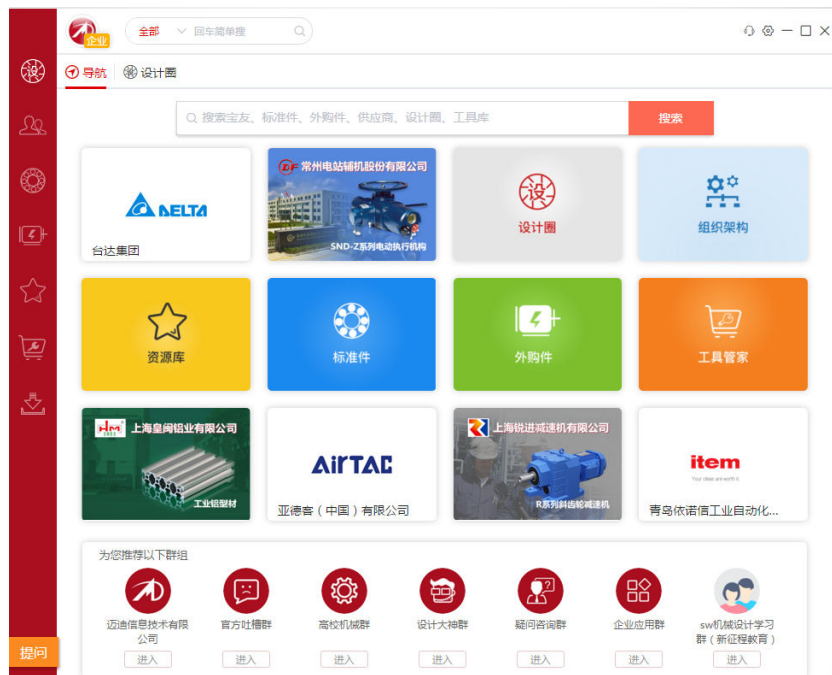 企业
全部
回车简单搜
导航
设计圈
搜索宝友、标准件、外购件、供应商、设计圈、工具库
搜索
DELTA
台达集团
DF 常州电站辅机股份有限公司
SND-Z系列电动执行机构
设
设计圈
组织架构
资源库
标准件
外购件
工具管家
HM 上海皇闽铝业有限公司
工业铝型材
AirTAC
亚德客(中国)有限公司
上海锐进减速机有限公司
R系列斜齿轮减速机
item
Your ideas are worth it.
青岛依诺信工业自动化...
为您推荐以下群组
迈迪信息技术有限
公司
官方吐槽群
高校机械群
设计大神群
疑问咨询群
企业应用群
sw机械设计学习
群(新征程教育)
进入
进入
进入
进入
进入
进入
进入
提问